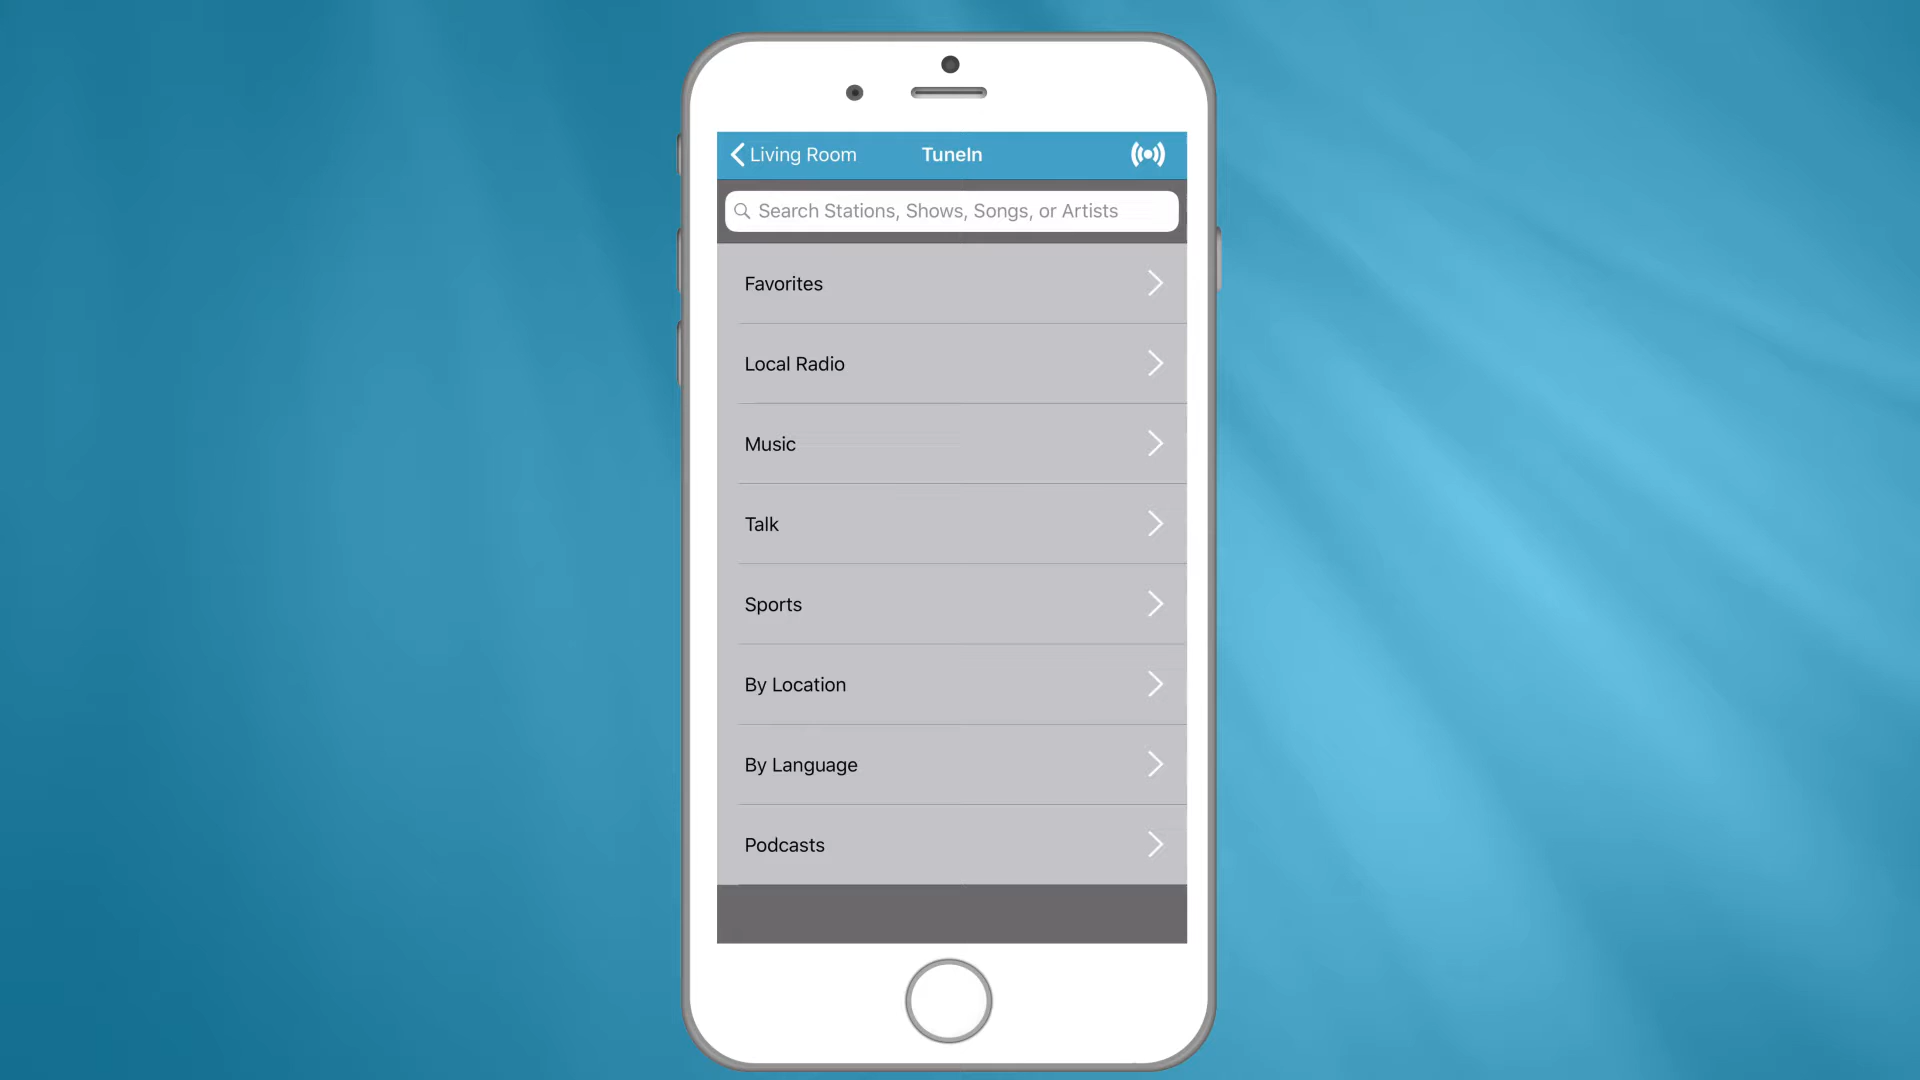 Living Room
TuneIn
Search Stations, Shows, Songs, or Artists
Favorites
Local Radio
Music
Talk
Sports
By Location
By Language
Podcasts